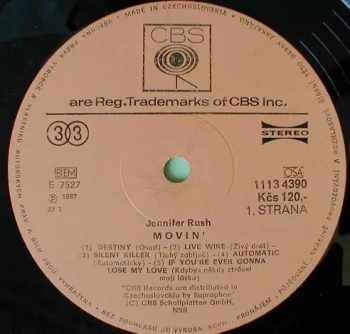 MADE IN CZECHOSLOVAKIA
CBS
are Reg.Trademarks of CBS inc.
33
STEREO
BIEM
E 7527
Ⓟ 1987
OSA
1113 4390
Kčs 120,-
1. STRANA
Jennifer Rush
MOVIN'
(1) DESTINY (Osud) - (2) LIVE WIRE (Živý drát) -
(3) SILENT KILLER (Tichý zabiják) - (4) AUTOMATIC
(Automatický) - (5) IF YOU'RE EVER GONNA
LOSE MY LOVE (Kdybys někdy ztrácel
moji lásku)
"CBS Records are distributed in
Czechoslovakia by Supraphon"
(C) CBS Schallplatten GmbH,
NSR